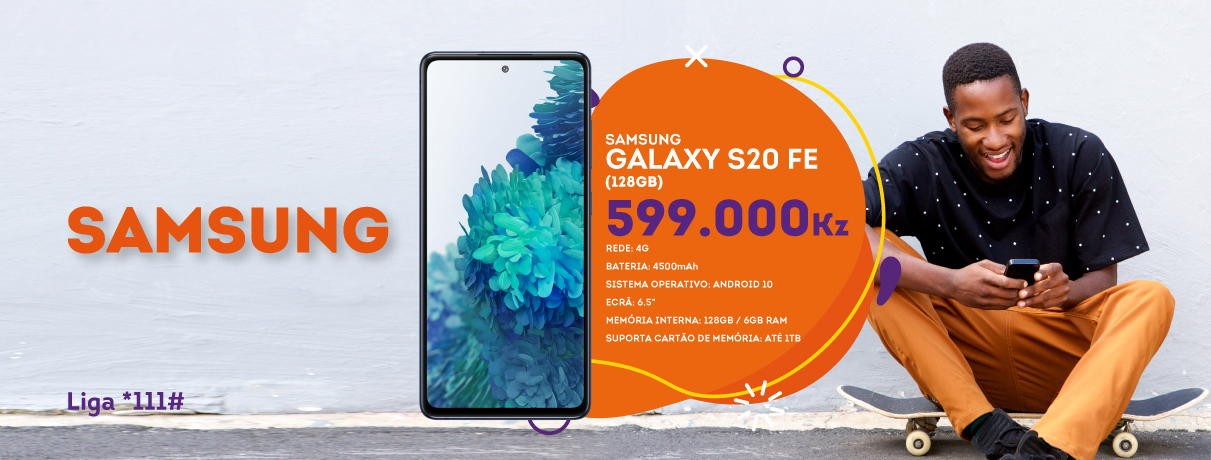 SAMSUNG
Liga *111#
SAMSUNG
GALAXY S20 FE
(128GB)
599.000Kz
REDE: 4G
BATERIA: 4500mAh
SISTEMA OPERATIVO: ANDROID 10
ECRÃ: 6,5"
MEMÓRIA INTERNA: 128GB / 6GB RAM
SUPORTA CARTÃO DE MEMÓRIA: ATÉ 1TB